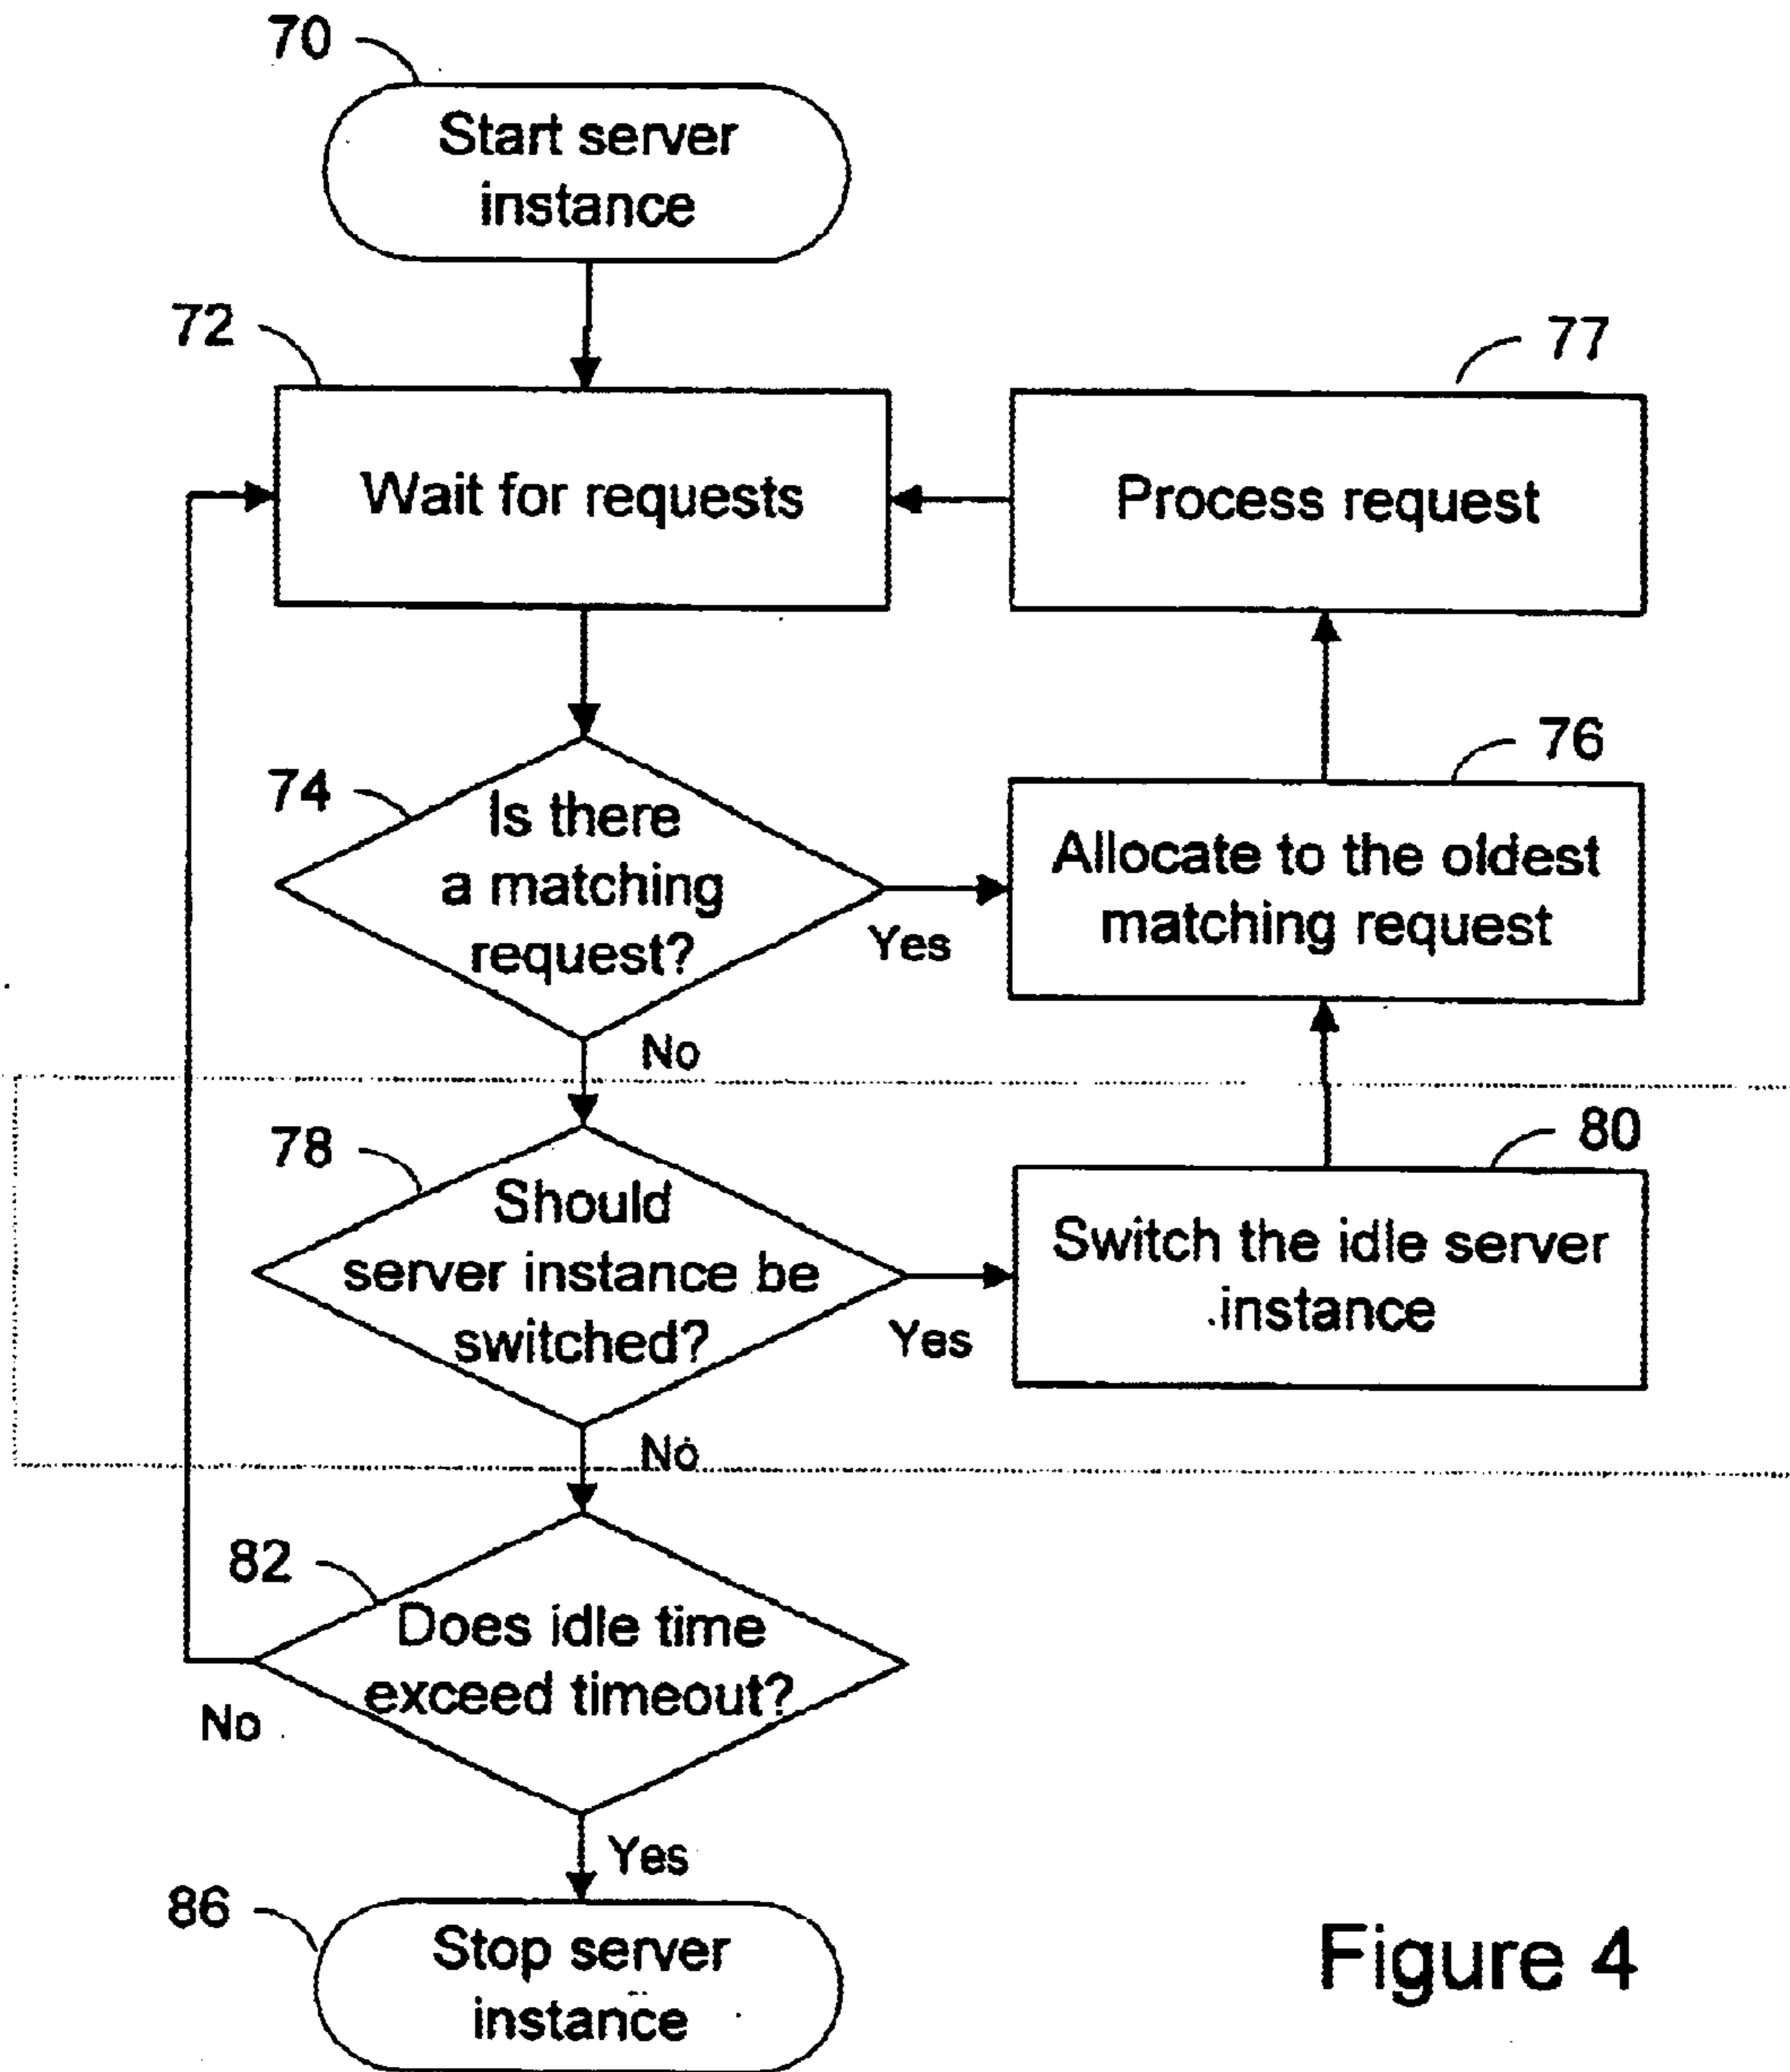 70
Start server
instance
72
Wait for requests
77
Process request
74
Is there
a matching
request?
Yes
No
76
Allocate to the oldest
matching request
78
Should
server instance be
switched?
Yes
No
80
Switch the idle server
instance
82
Does idle time
exceed timeout?
No
Yes
86
Stop server
instance
Figure 4